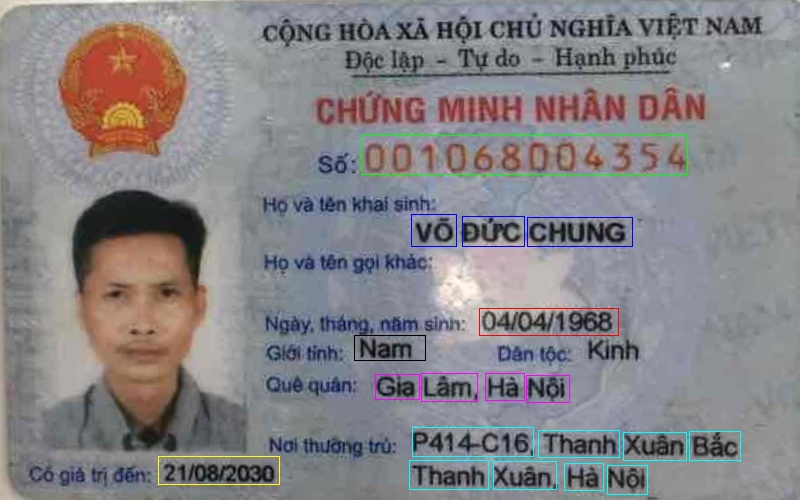 CỘNG HÒA XÃ HỘI CHỦ NGHĨA VIỆT NAM
Độc lập - Tự do - Hạnh phúc
CHỨNG MINH NHÂN DÂN
Số: 001068004354
Họ và tên khai sinh:
VÕ ĐỨC CHUNG
Họ và tên gọi khác:
Ngày, tháng, năm sinh: 04/04/1968
Giới tính: Nam Dân tộc: Kinh
Quê quán: Gia Lâm, Hà Nội
Nơi thường trú: P414-C16, Thanh Xuân Bắc
Có giá trị đến: 21/08/2030 Thanh Xuân, Hà Nội